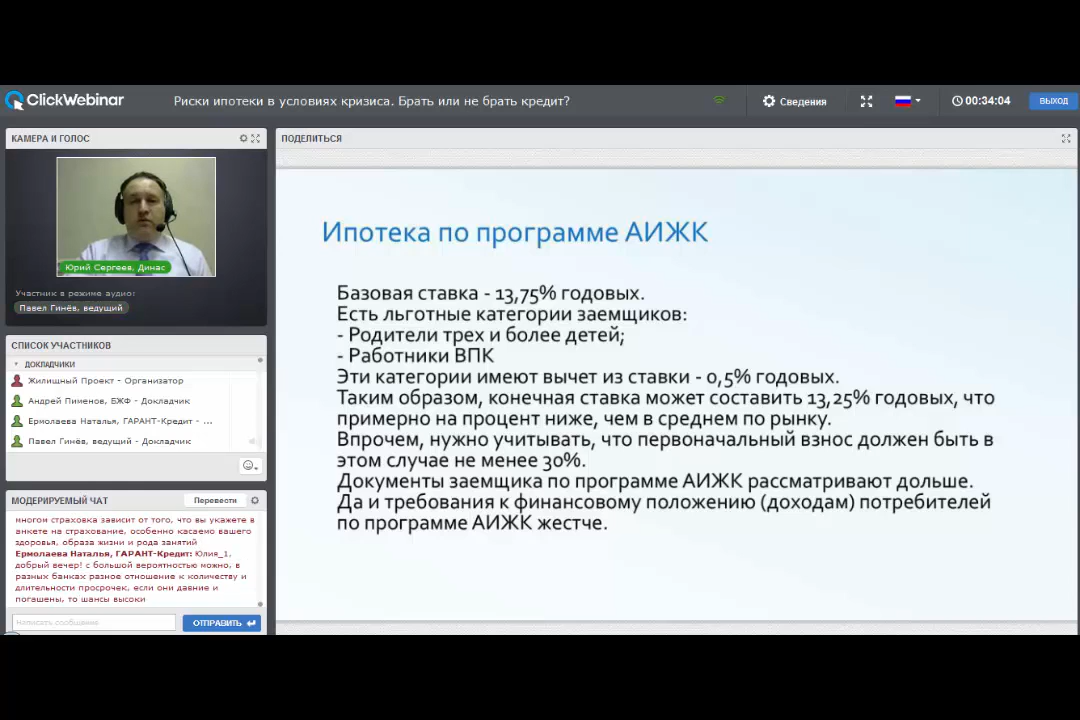 ClickWebinar
Риски ипотеки в условиях кризиса. Брать или не брать кредит?
Сведения
00:34:04
ВЫХОД
КАМЕРА И ГОЛОС
Юрий Сергеев, Динас
Участник в режиме аудио:
Павел Гинёв, ведущий
СПИСОК УЧАСТНИКОВ
ДОКЛАДЧИКИ
Жилищный Проект - Организатор
Андрей Пименов, БЖФ - Докладчик
Ермолаева Наталья, ГАРАНТ-Кредит - ...
Павел Гинёв, ведущий - Докладчик
МОДЕРИРУЕМЫЙ ЧАТ
Перевести
многом страховка зависит от того, что вы укажете в
анкете на страхование, особенно касаемо вашего
здоровья, образа жизни и рода занятий
Ермолаева Наталья, ГАРАНТ-Кредит: Юлия_1,
добрый вечер! с большой вероятностью можно, в
разных банках разное отношение к количеству и
длительности просрочек, если они давние и
погашены, то шансы высоки
Написать сообщение
ОТПРАВИТЬ
ПОДЕЛИТЬСЯ
Ипотека по программе АИЖК
Базовая ставка - 13,75% годовых.
Есть льготные категории заемщиков:
- Родители трех и более детей;
- Работники ВПК
Эти категории имеют вычет из ставки - 0,5% годовых.
Таким образом, конечная ставка может составить 13,25% годовых, что
примерно на процент ниже, чем в среднем по рынку.
Впрочем, нужно учитывать, что первоначальный взнос должен быть в
этом случае не менее 30%.
Документы заемщика по программе АИЖК рассматривают дольше.
Да и требования к финансовому положению (доходам) потребителей
по программе АИЖК жестче.